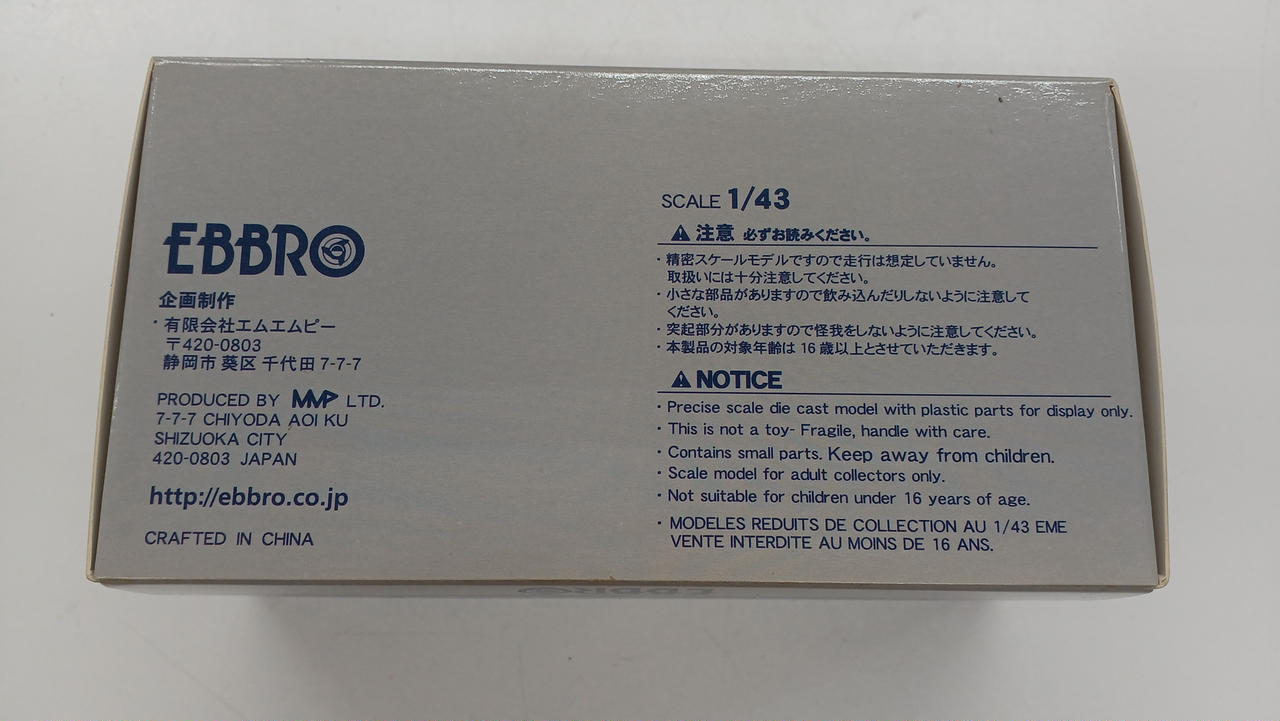 EBBRO
企画制作
・有限会社エムエムピー
〒420-0803
静岡市 葵区 千代田 7-7-7
PRODUCED BY MMP LTD.
7-7-7 CHIYODA AOI KU
SHIZUOKA CITY
420-0803 JAPAN
http://ebbro.co.jp
CRAFTED IN CHINA
SCALE 1/43
⚠ 注意 必ずお読みください。
・精密スケールモデルですので走行は想定していません。
取扱いには十分注意してください。
・小さな部品がありますので飲み込んだりしないように注意して
ください。
・突起部分がありますので怪我をしないように注意してください。
・本製品の対象年齢は 16 歳以上とさせていただきます。
⚠ NOTICE
・Precise scale die cast model with plastic parts for display only.
・This is not a toy- Fragile, handle with care.
・Contains small parts. Keep away from children.
・Scale model for adult collectors only.
・Not suitable for children under 16 years of age.
・MODELES REDUITS DE COLLECTION AU 1/43 EME
VENTE INTERDITE AU MOINS DE 16 ANS.
EBBRO